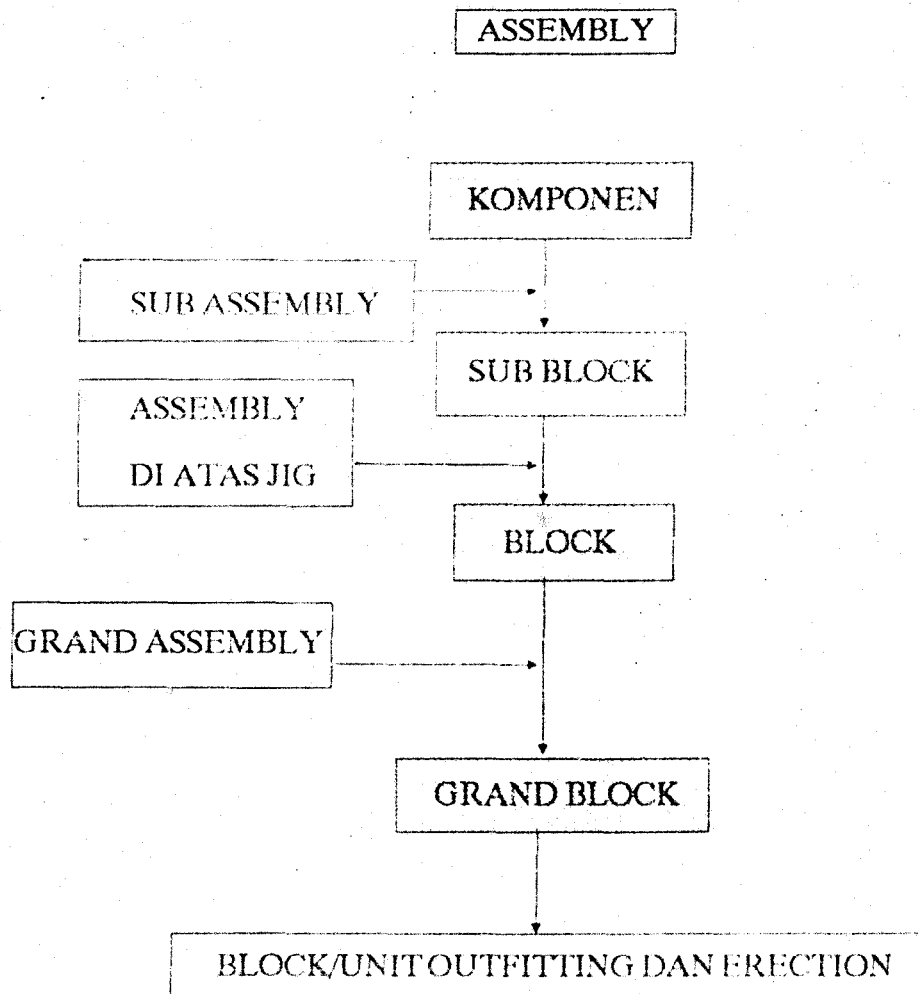 ASSEMBLY
KOMPONEN
SUB ASSEMBLY
SUB BLOCK
ASSEMBLY
DI ATAS JIG
BLOCK
GRAND ASSEMBLY
GRAND BLOCK
BLOCK/UNIT OUTFITTING DAN ERECTION